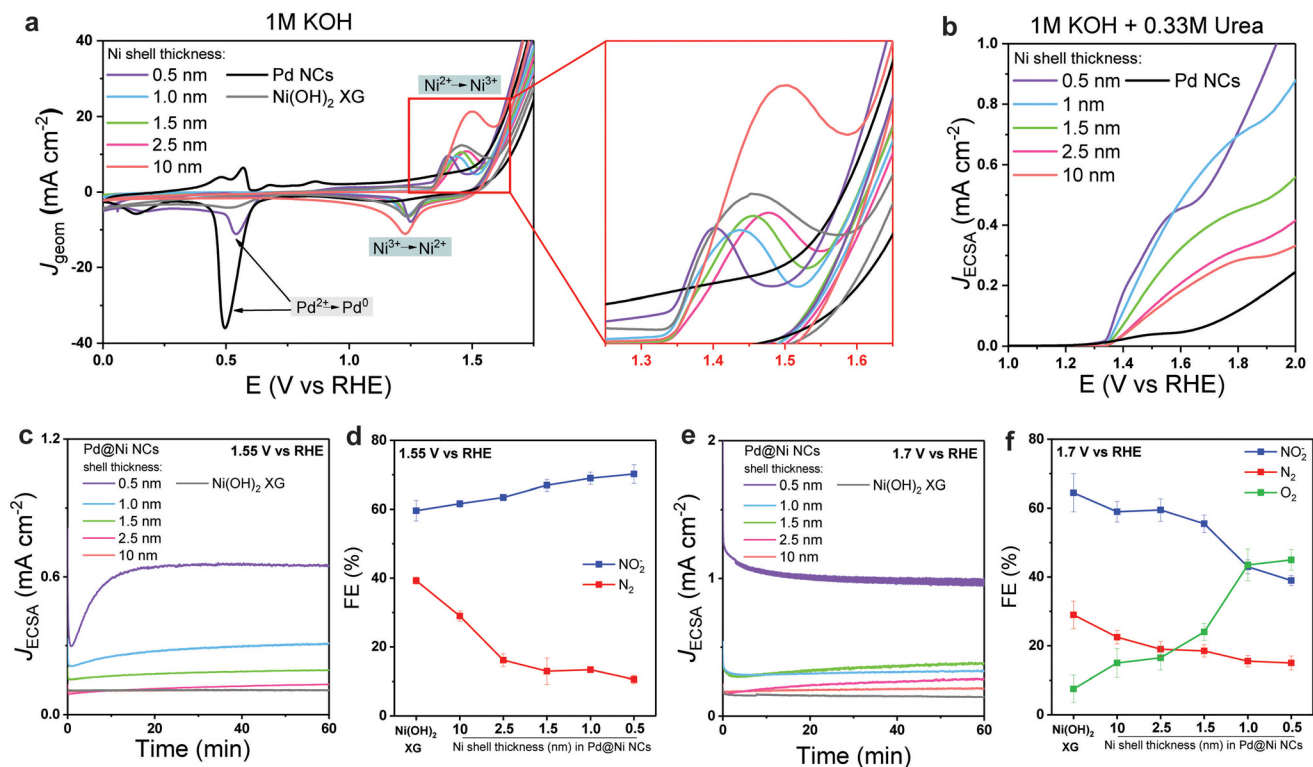 a
1M KOH
J_geom (mA cm⁻²)
40
20
0
-20
-40
Ni shell thickness:
0.5 nm
Pd NCs
1.0 nm
Ni(OH)₂ XG
1.5 nm
2.5 nm
10 nm
Ni²⁺→Ni³⁺
Ni³⁺→Ni²⁺
Pd²⁺→Pd⁰
0.0
0.5
1.0
1.5
E (V vs RHE)
1.3
1.4
1.5
1.6
b
1M KOH + 0.33M Urea
J_ECSA (mA cm⁻²)
1.0
0.8
0.6
0.4
0.2
0.0
Ni shell thickness:
0.5 nm
Pd NCs
1 nm
1.5 nm
2.5 nm
10 nm
1.0
1.2
1.4
1.6
1.8
2.0
E (V vs RHE)
c
J_ECSA (mA cm⁻²)
1.2
0.6
0.0
Pd@Ni NCs
1.55 V vs RHE
shell thickness:
0.5 nm
Ni(OH)₂ XG
1.0 nm
1.5 nm
2.5 nm
10 nm
0
20
40
60
Time (min)
d
FE (%)
80
60
40
20
0
1.55 V vs RHE
NO₂⁻
N₂
Ni(OH)₂
XG
10
2.5
1.5
1.0
0.5
Ni shell thickness (nm) in Pd@Ni NCs
e
J_ECSA (mA cm⁻²)
2
1
0
Pd@Ni NCs
1.7 V vs RHE
shell thickness:
0.5 nm
Ni(OH)₂ XG
1.0 nm
1.5 nm
2.5 nm
10 nm
0
20
40
60
Time (min)
f
FE (%)
80
60
40
20
0
1.7 V vs RHE
NO₂⁻
N₂
O₂
Ni(OH)₂
XG
10
2.5
1.5
1.0
0.5
Ni shell thickness (nm) in Pd@Ni NCs